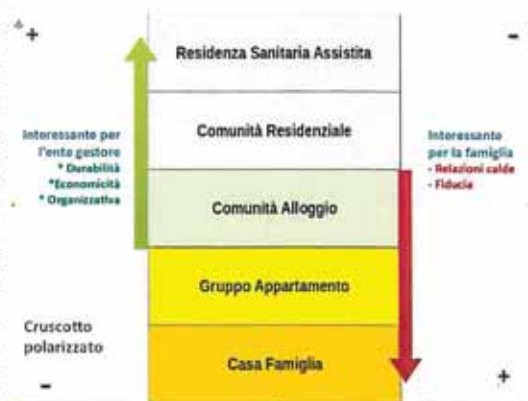 +
-
Residenza Sanitaria Assistita
Comunità Residenziale
Interessante per
l'ente gestore
* Durabilità
*Economicità
* Organizzativa
Interessante
per la famiglia
- Relazioni calde
- Fiducia
Comunità Alloggio
Gruppo Appartamento
Cruscotto
polarizzato
Casa Famiglia
-
+